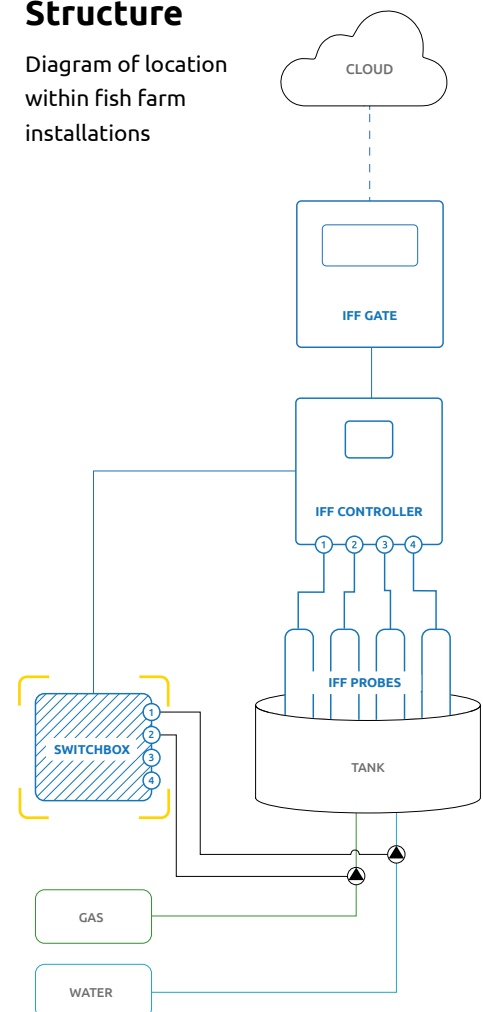 Structure
Diagram of location
within fish farm
installations
CLOUD
IFF GATE
IFF CONTROLLER
1 2 3 4
IFF PROBES
1
2
SWITCHBOX
3
4
TANK
GAS
WATER